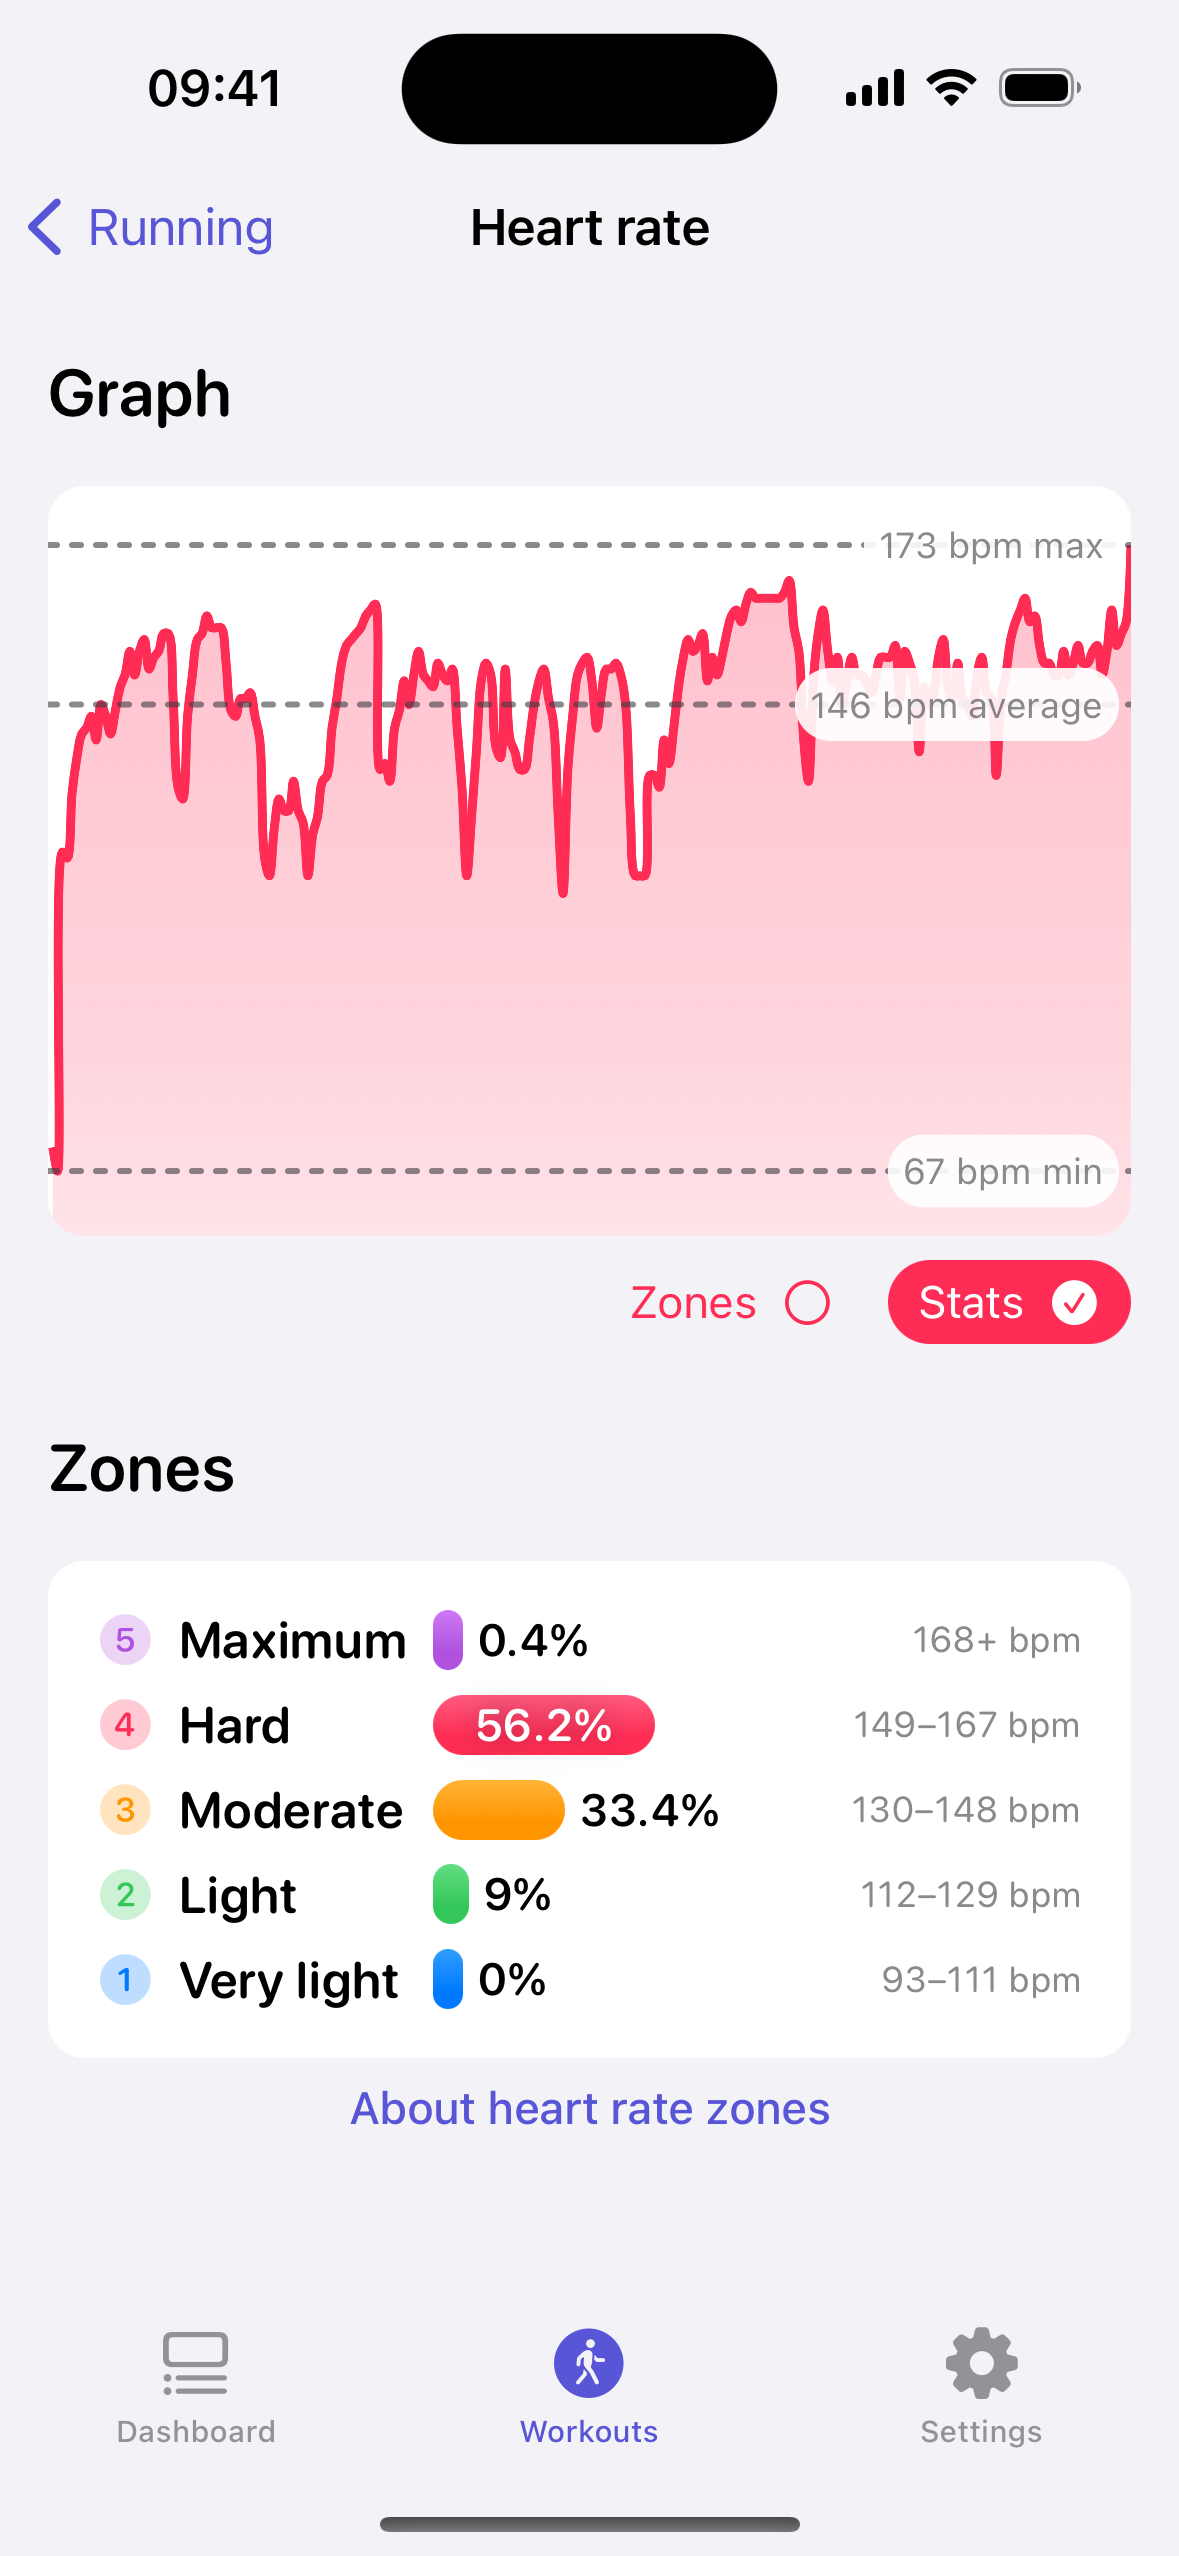 09:41
Running
Heart rate
Graph
173 bpm max
146 bpm average
67 bpm min
Zones
Stats
Zones
5 Maximum 0.4% 168+ bpm
4 Hard 56.2% 149–167 bpm
3 Moderate 33.4% 130–148 bpm
2 Light 9% 112–129 bpm
1 Very light 0% 93–111 bpm
About heart rate zones
Dashboard
Workouts
Settings